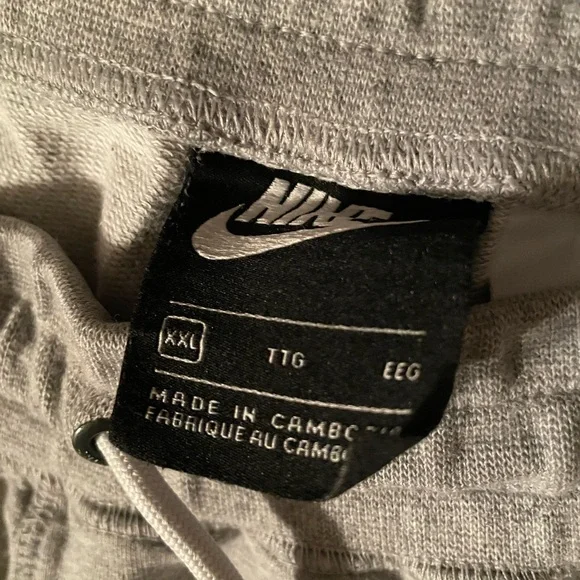 NIKE
XXL TTG EEG
MADE IN
FABRIQUE AU